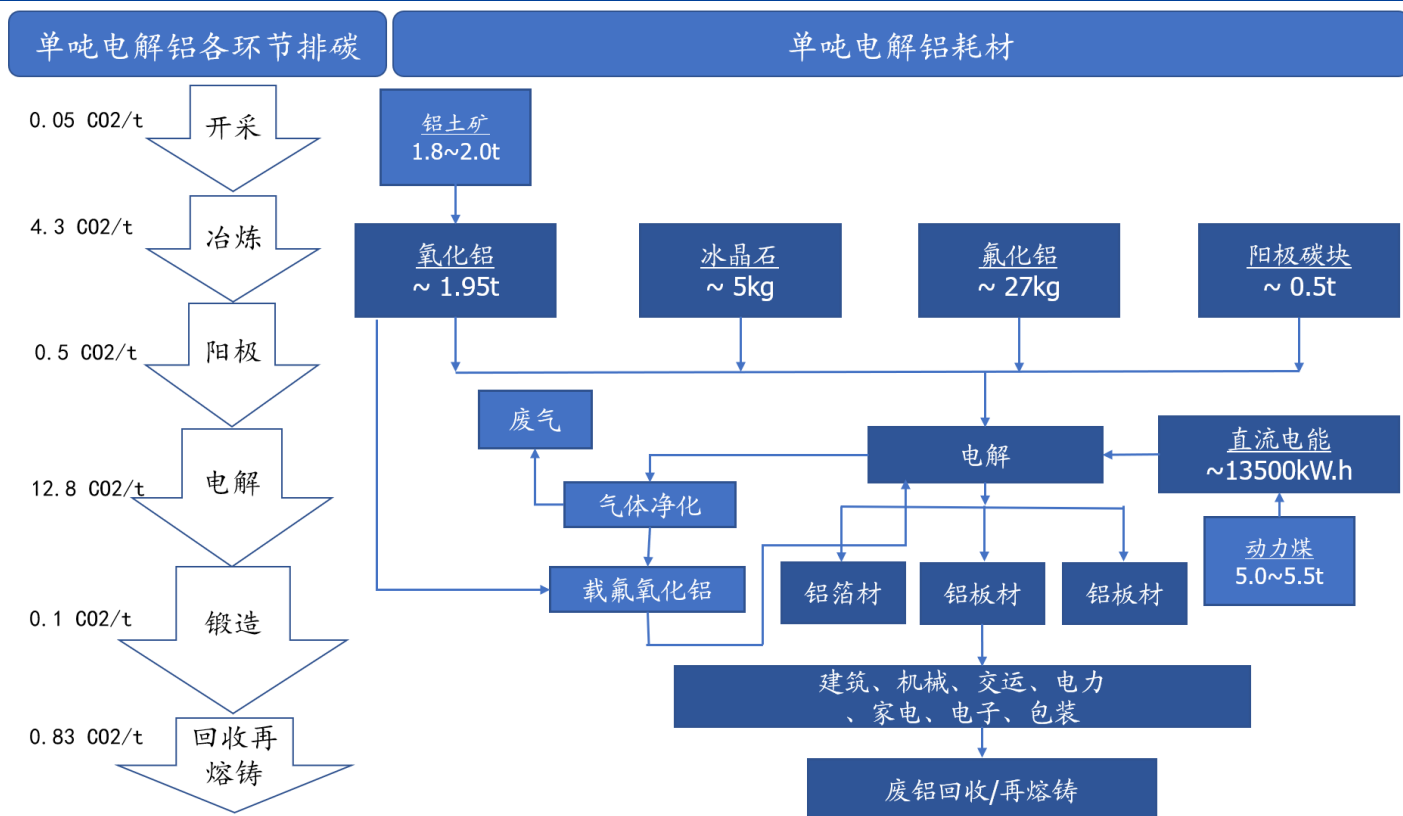 单吨电解铝各环节排碳
单吨电解铝耗材
0.05 CO2/t
开采
4.3 CO2/t
冶炼
0.5 CO2/t
阳极
12.8 CO2/t
电解
0.1 CO2/t
锻造
0.83 CO2/t
回收再
熔铸
铝土矿
1.8~2.0t
氧化铝
~ 1.95t
冰晶石
~ 5kg
氟化铝
~ 27kg
阳极碳块
~ 0.5t
废气
电解
直流电能
~13500kW.h
气体净化
动力煤
5.0~5.5t
载氟氧化铝
铝箔材
铝板材
铝板材
建筑、机械、交运、电力
、家电、电子、包装
废铝回收/再熔铸